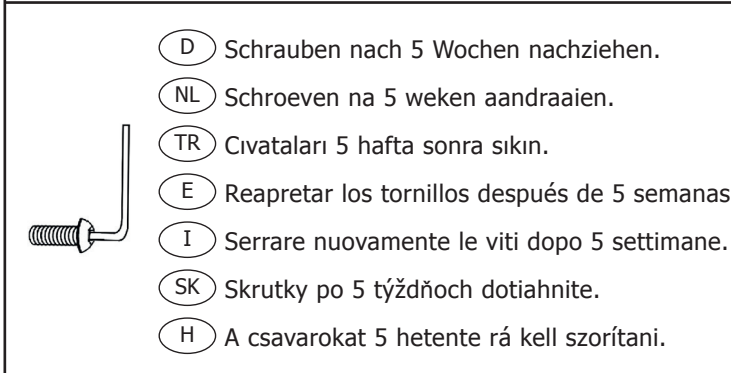 D Schrauben nach 5 Wochen nachziehen.
NL Schroeven na 5 weken aandraaien.
TR Cıvataları 5 hafta sonra sıkın.
E Reapretar los tornillos después de 5 semanas
I Serrare nuovamente le viti dopo 5 settimane.
SK Skrutky po 5 týždňoch dotiahnite.
H A csavarokat 5 hetente rá kell szorítani.